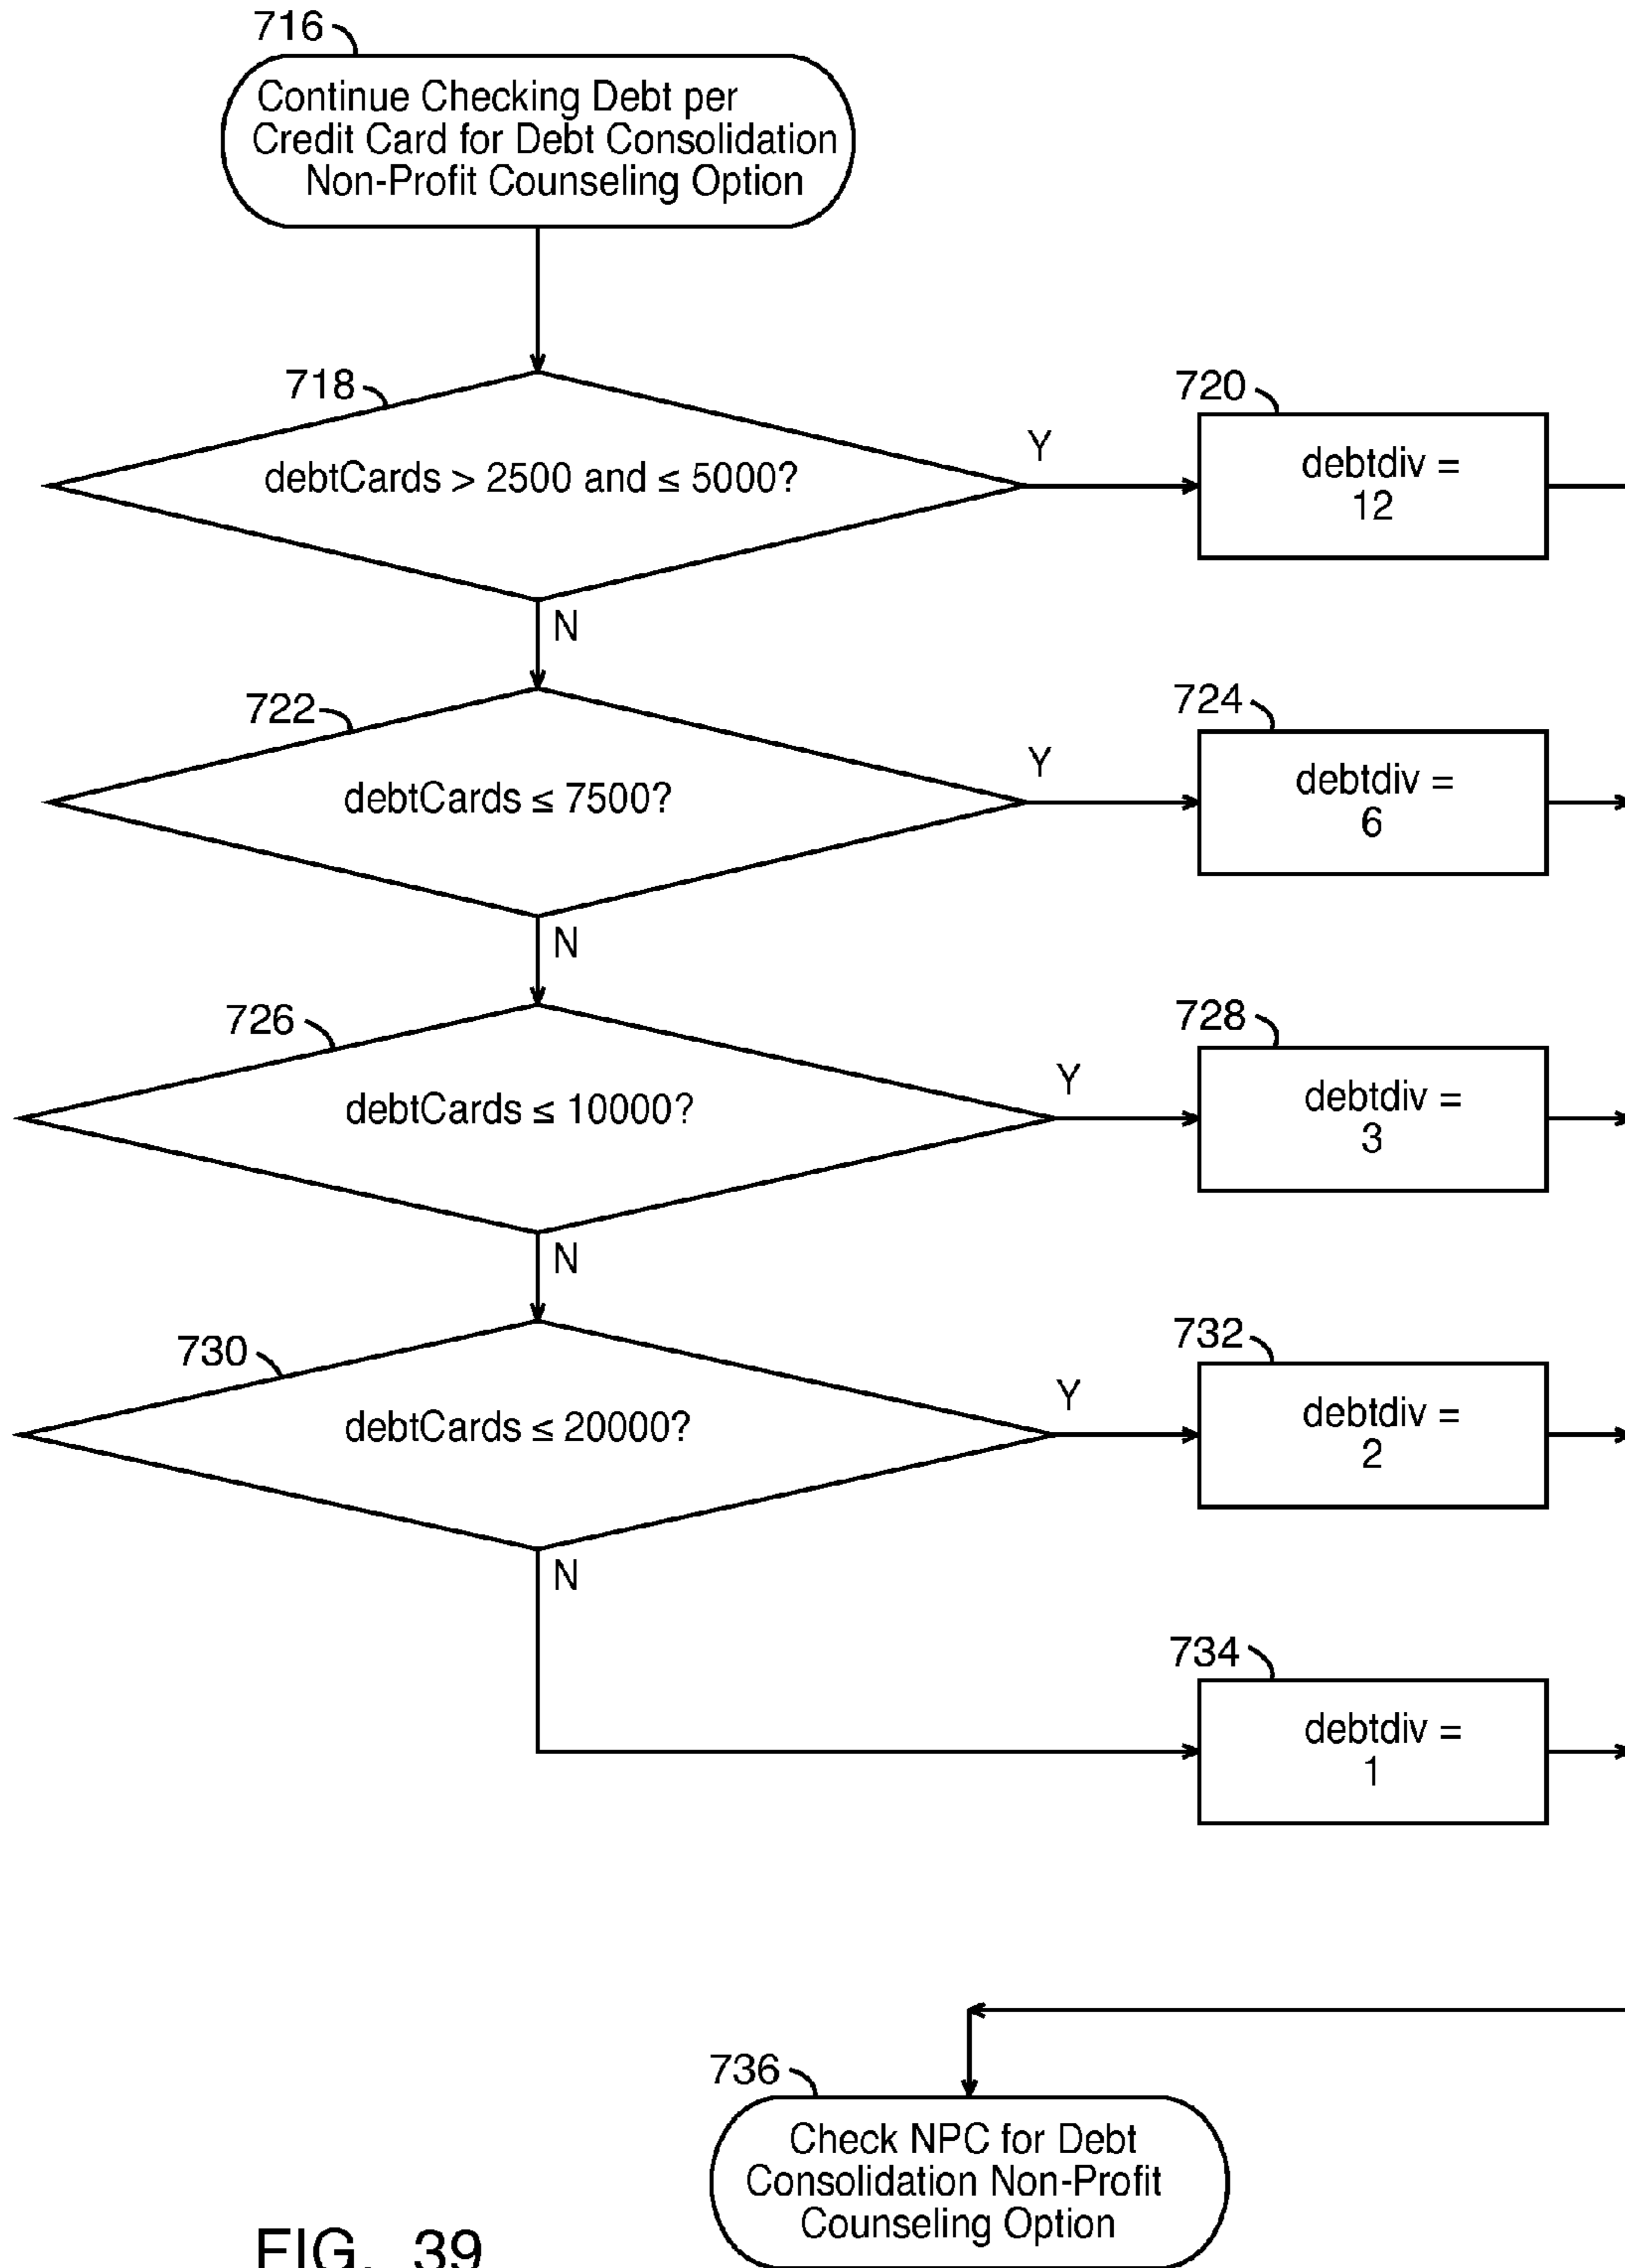 716
Continue Checking Debt per
Credit Card for Debt Consolidation
Non-Profit Counseling Option
718
debtCards > 2500 and ≤ 5000?
Y
720
debtdiv =
12
N
722
debtCards ≤ 7500?
Y
724
debtdiv =
6
N
726
debtCards ≤ 10000?
Y
728
debtdiv =
3
N
730
debtCards ≤ 20000?
Y
732
debtdiv =
2
N
734
debtdiv =
1
736
Check NPC for Debt
Consolidation Non-Profit
Counseling Option
FIG. 39